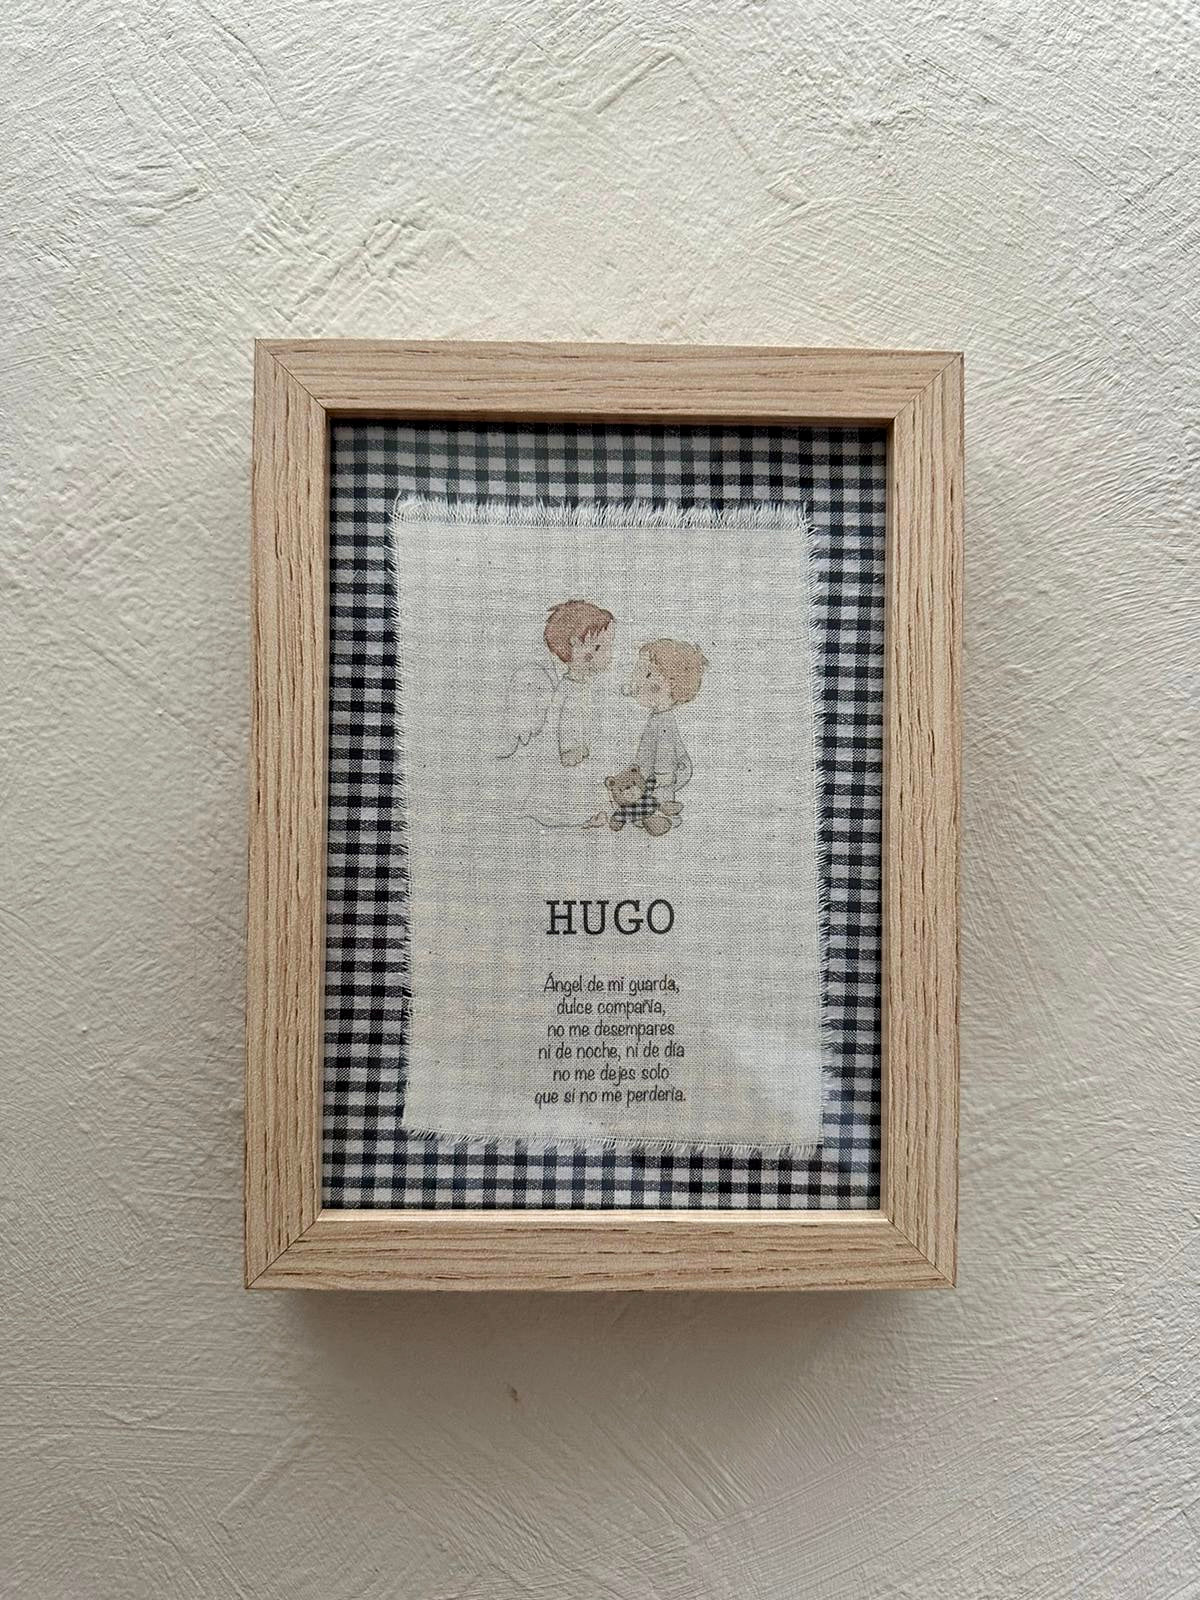 HUGO
Ángel de mi guarda,
dulce compañía,
no me desempares
ni de noche, ni de día
no me dejes solo
que si no me perdería.